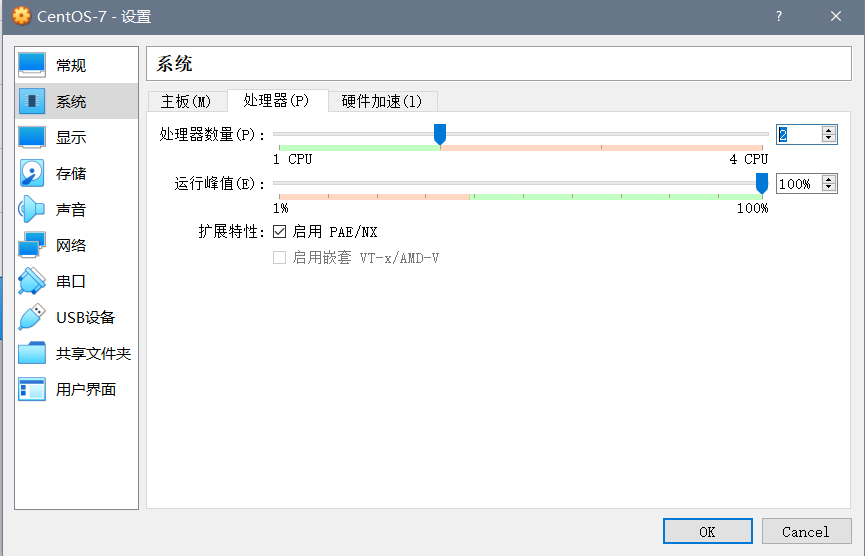 CentOS-7 - 设置
常规
系统
显示
存储
声音
网络
串口
USB设备
共享文件夹
用户界面
系统
主板(M) 处理器(P) 硬件加速(l)
处理器数量(P): 2
1 CPU 4 CPU
运行峰值(E): 100%
1% 100%
扩展特性: 启用 PAE/NX
启用嵌套 VT-x/AMD-V
OK Cancel